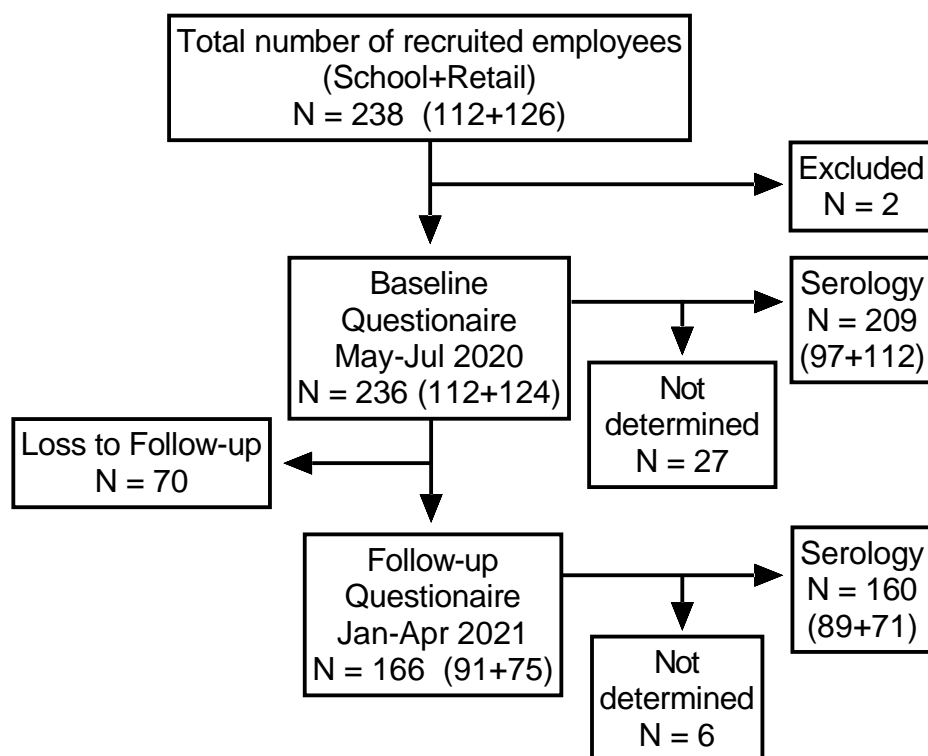 Total number of recruited employees
(School+Retail)
N = 238  (112+126)
Excluded
N = 2
Baseline
Questionaire
May-Jul 2020
N = 236 (112+124)
Serology
N = 209
(97+112)
Not
determined
N = 27
Loss to Follow-up
N = 70
Follow-up
Questionaire
Jan-Apr 2021
N = 166  (91+75)
Serology
N = 160
(89+71)
Not
determined
N = 6